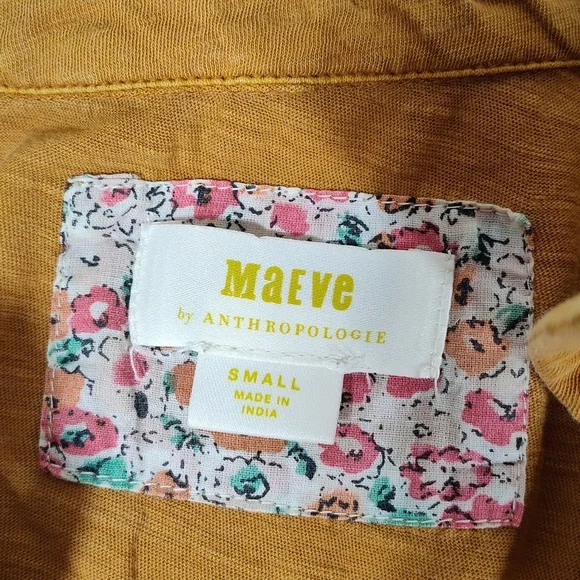 MaEVe
by ANTHROPOLOGIE
SMALL
MADE IN
INDIA